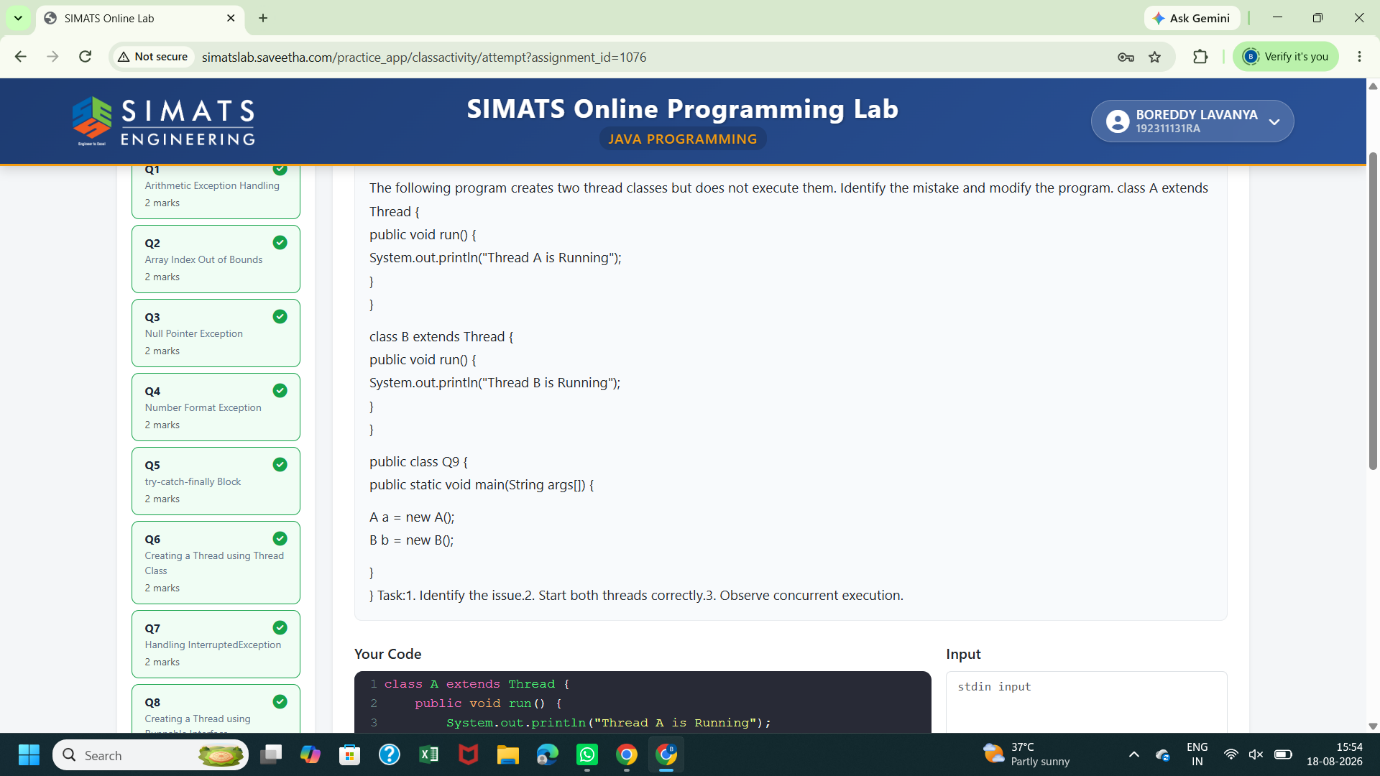 SIMATS Online Lab
Ask Gemini
Not secure
simatslab.saveetha.com/practice_app/classactivity/attempt?assignment_id=1076
B
Verify it's you
SIMATS
ENGINEERING
SIMATS Online Programming Lab
JAVA PROGRAMMING
BOREDDY LAVANYA
192311131RA
Q1
Arithmetic Exception Handling
2 marks
Q2
Array Index Out of Bounds
2 marks
Q3
Null Pointer Exception
2 marks
Q4
Number Format Exception
2 marks
Q5
try-catch-finally Block
2 marks
Q6
Creating a Thread using Thread
Class
2 marks
Q7
Handling InterruptedException
2 marks
Q8
Creating a Thread using
Runnable Interface
The following program creates two thread classes but does not execute them. Identify the mistake and modify the program. class A extends
Thread {
public void run() {
System.out.println("Thread A is Running");
}
}
class B extends Thread {
public void run() {
System.out.println("Thread B is Running");
}
}
public class Q9 {
public static void main(String args[]) {
A a = new A();
B b = new B();
}
} Task:1. Identify the issue.2. Start both threads correctly.3. Observe concurrent execution.
Your Code
1 class A extends Thread {
2 public void run() {
3 System.out.println("Thread A is Running");
Input
stdin input
Search
37°C
Partly sunny
ENG
IN
15:54
18-08-2026